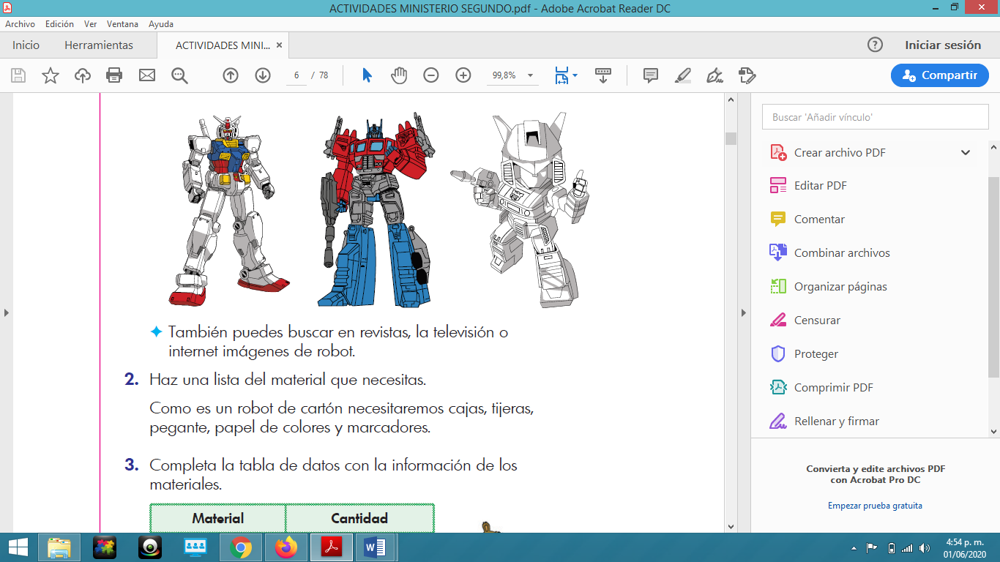 ACTIVIDADES MINISTERIO SEGUNDO.pdf - Adobe Acrobat Reader DC
Archivo Edición Ver Ventana Ayuda
Inicio Herramientas ACTIVIDADES MINI... × ? Iniciar sesión
6 / 78 99,8% Compartir
Buscar 'Añadir vínculo'
Crear archivo PDF
Editar PDF
Comentar
Combinar archivos
Organizar páginas
Censurar
Proteger
Comprimir PDF
Rellenar y firmar
Convierta y edite archivos PDF
con Acrobat Pro DC
Empezar prueba gratuita
También puedes buscar en revistas, la televisión o
internet imágenes de robot.
2. Haz una lista del material que necesitas.
Como es un robot de cartón necesitaremos cajas, tijeras,
pegante, papel de colores y marcadores.
3. Completa la tabla de datos con la información de los
materiales.
Material Cantidad
4:54 p. m.
01/06/2020